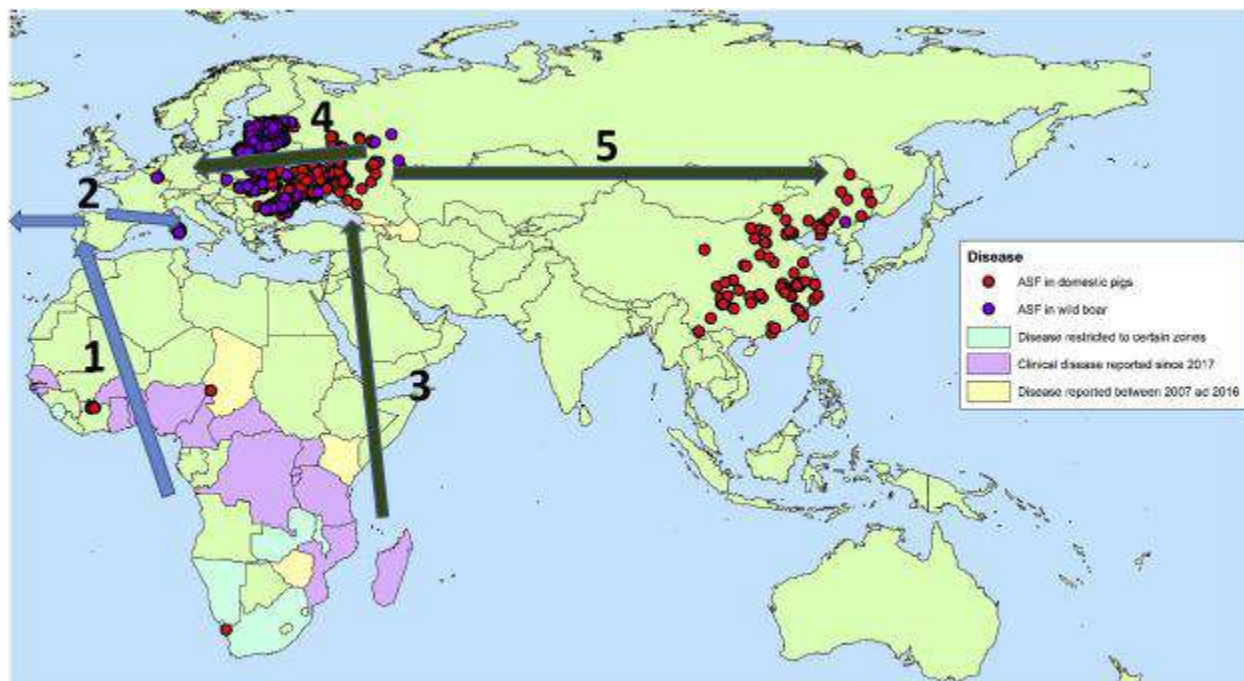 4
5
2
1
3
Disease
ASF in domestic pigs
ASF in wild boar
Disease restricted to certain zones
Clinical disease reported since 2017
Disease reported between 2007 ad 2016